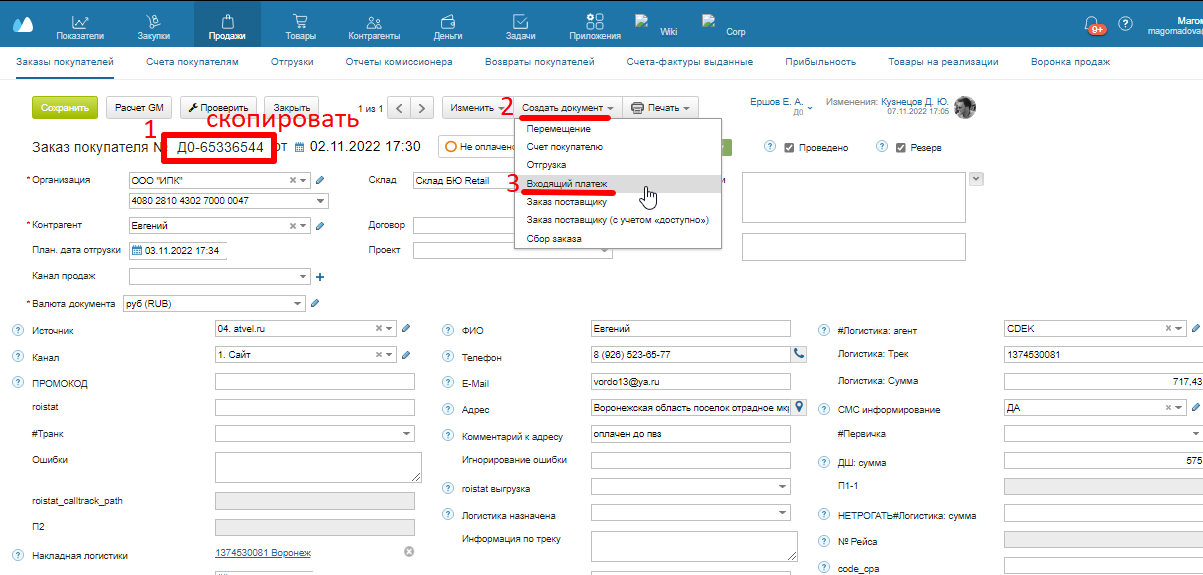 Показатели Закупки Продажи Товары Контрагенты Деньги Задачи Приложения Wiki Corp 9+ Магом
magomadova@
Заказы покупателей Счета покупателям Отгрузки Отчеты комиссионера Возвраты покупателей Счета-фактуры выданные Прибыльность Товары на реализации Воронка продаж
Сохранить Расчет GM Проверить Закрыть 1 из 1 Изменить 2 Создать документ Печать Ершов Е. А. Изменения: Кузнецов Д. Ю.
ДО 07.11.2022 17:05
1 скопировать
Заказ покупателя № Д0-65336544 от 02.11.2022 17:30 Не оплачено Проведено Резерв
Перемещение
Счет покупателю
Отгрузка
3 Входящий платеж
Заказ поставщику
Заказ поставщику (с учетом «доступно»)
Сбор заказа
* Организация ООО "ИПК" Склад Склад БЮ Retail
4080 2810 4302 7000 0047
* Контрагент Евгений Договор
План. дата отгрузки 03.11.2022 17:34 Проект
Канал продаж
* Валюта документа руб (RUB)
Источник 04. atvel.ru ФИО Евгений #Логистика: агент CDEK
Канал 1. Сайт Телефон 8 (926) 523-65-77 Логистика: Трек 1374530081
ПРОМОКОД E-Mail vordo13@ya.ru Логистика: Сумма 717,43
roistat Адрес Воронежская область поселок отрадное мкр СМС информирование ДА
#Транк Комментарий к адресу оплачен до пвз #Первичка
Ошибки Игнорирование ошибки ДШ: сумма 575
roistat_calltrack_path roistat выгрузка П1-1
П2 Логистика назначена НЕТРОГАТЬ#Логистика: сумма
Накладная логистики 1374530081 Воронеж Информация по треку № Рейса
code_cpa